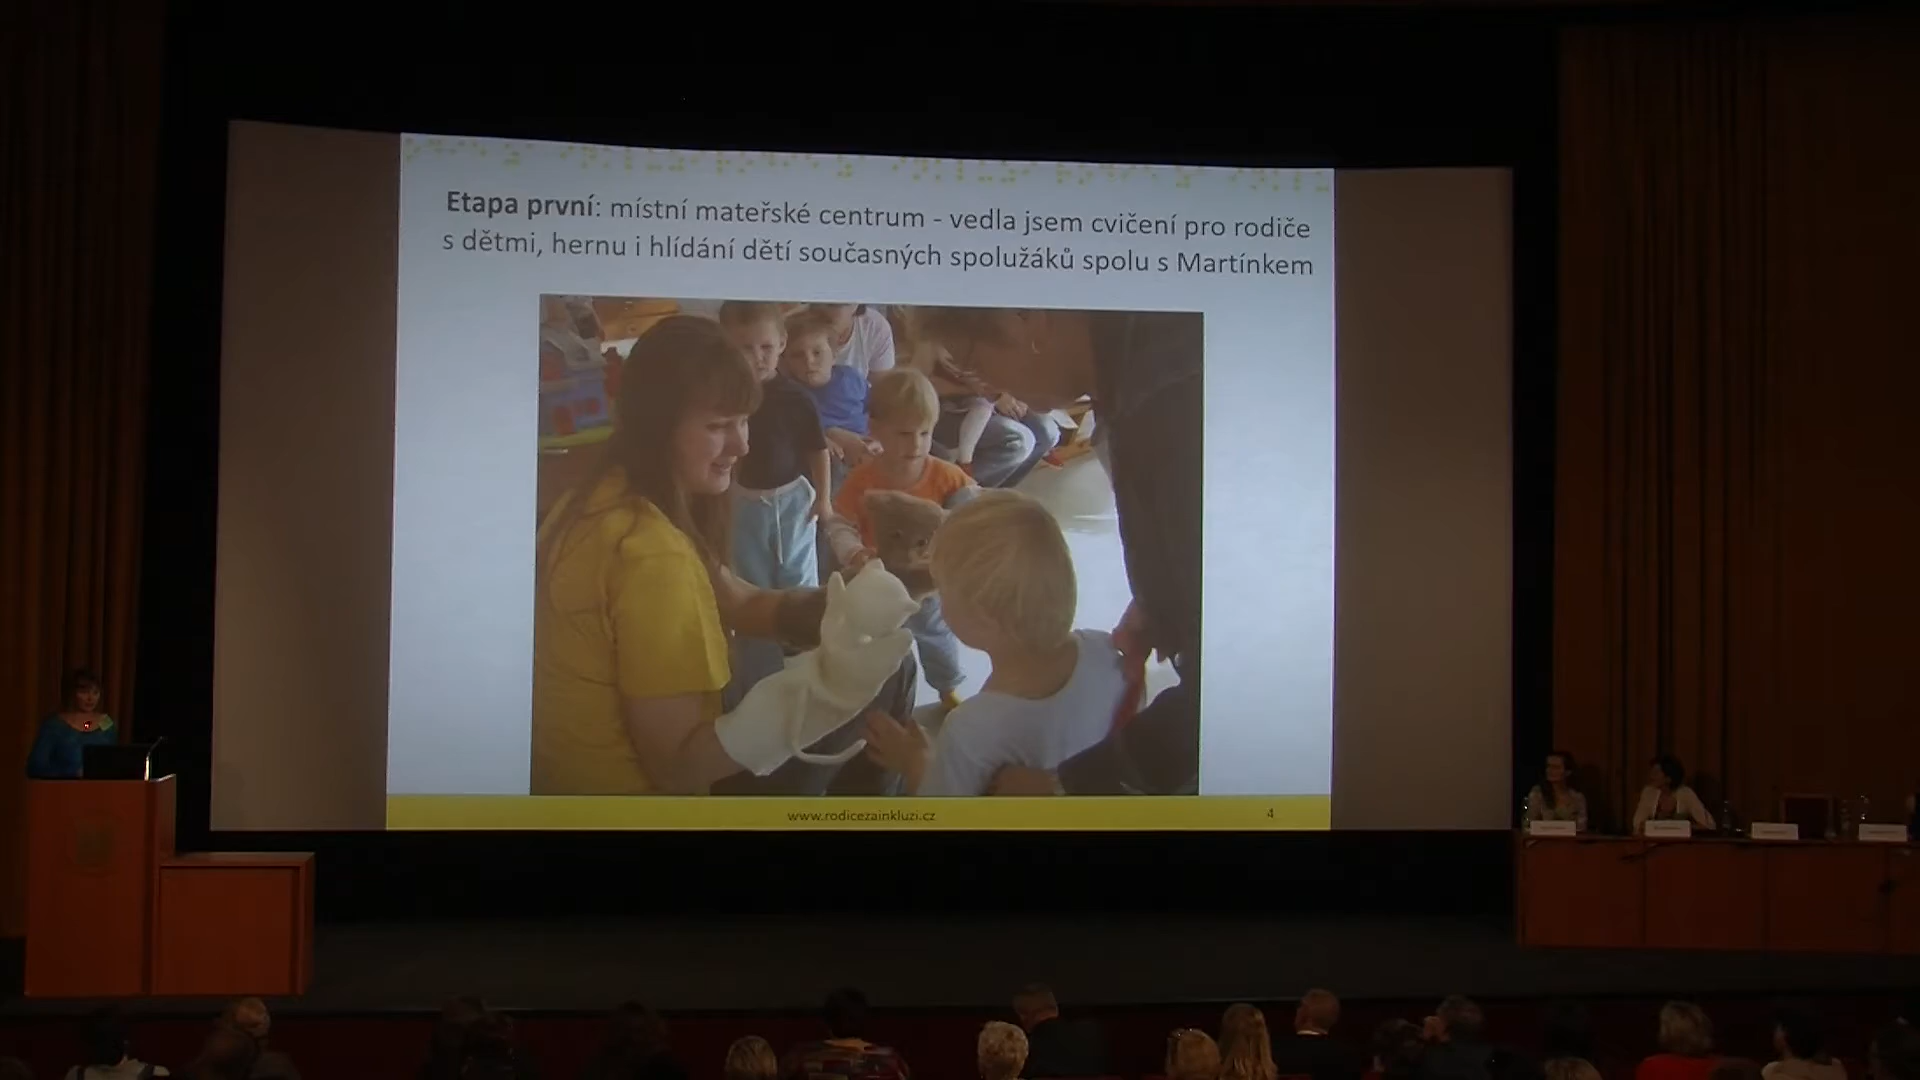 Etapa první: místní mateřské centrum - vedla jsem cvičení pro rodiče
s dětmi, hernu i hlídání dětí současných spolužáků spolu s Martínkem
www.rodicezainkluzi.cz
4